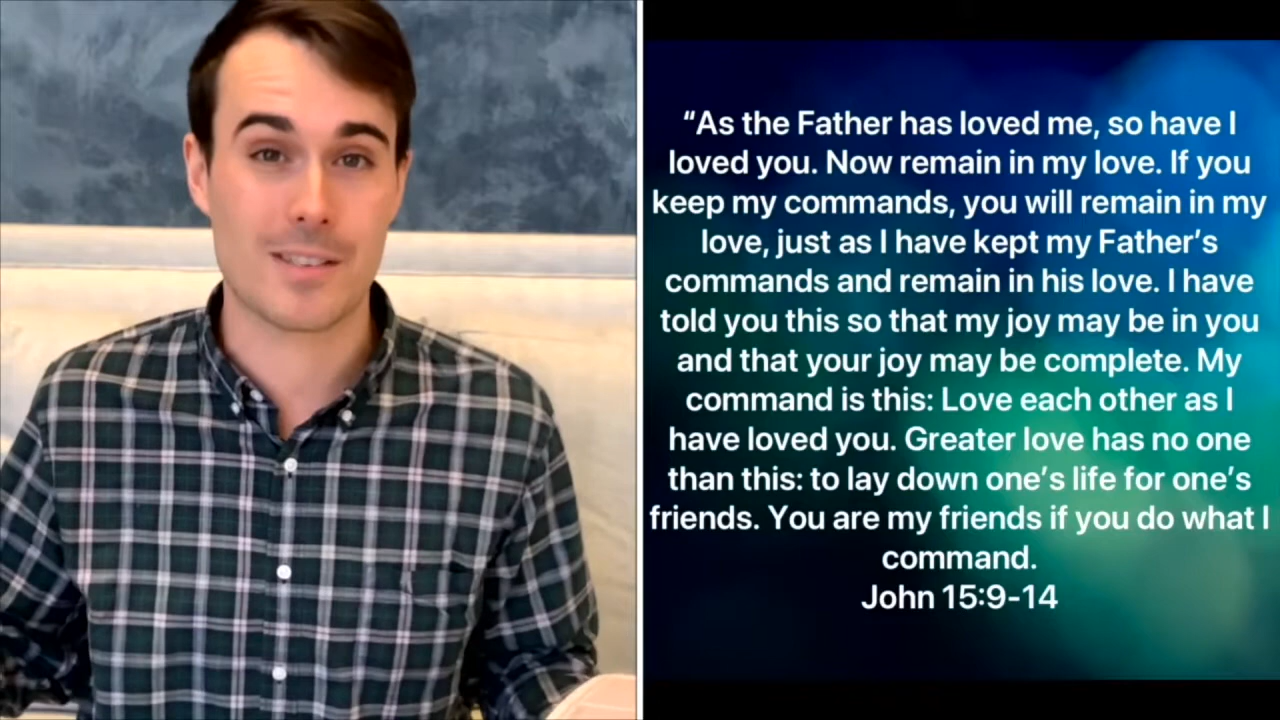 “As the Father has loved me, so have I
loved you. Now remain in my love. If you
keep my commands, you will remain in my
love, just as I have kept my Father’s
commands and remain in his love. I have
told you this so that my joy may be in you
and that your joy may be complete. My
command is this: Love each other as I
have loved you. Greater love has no one
than this: to lay down one’s life for one’s
friends. You are my friends if you do what I
command.
John 15:9-14